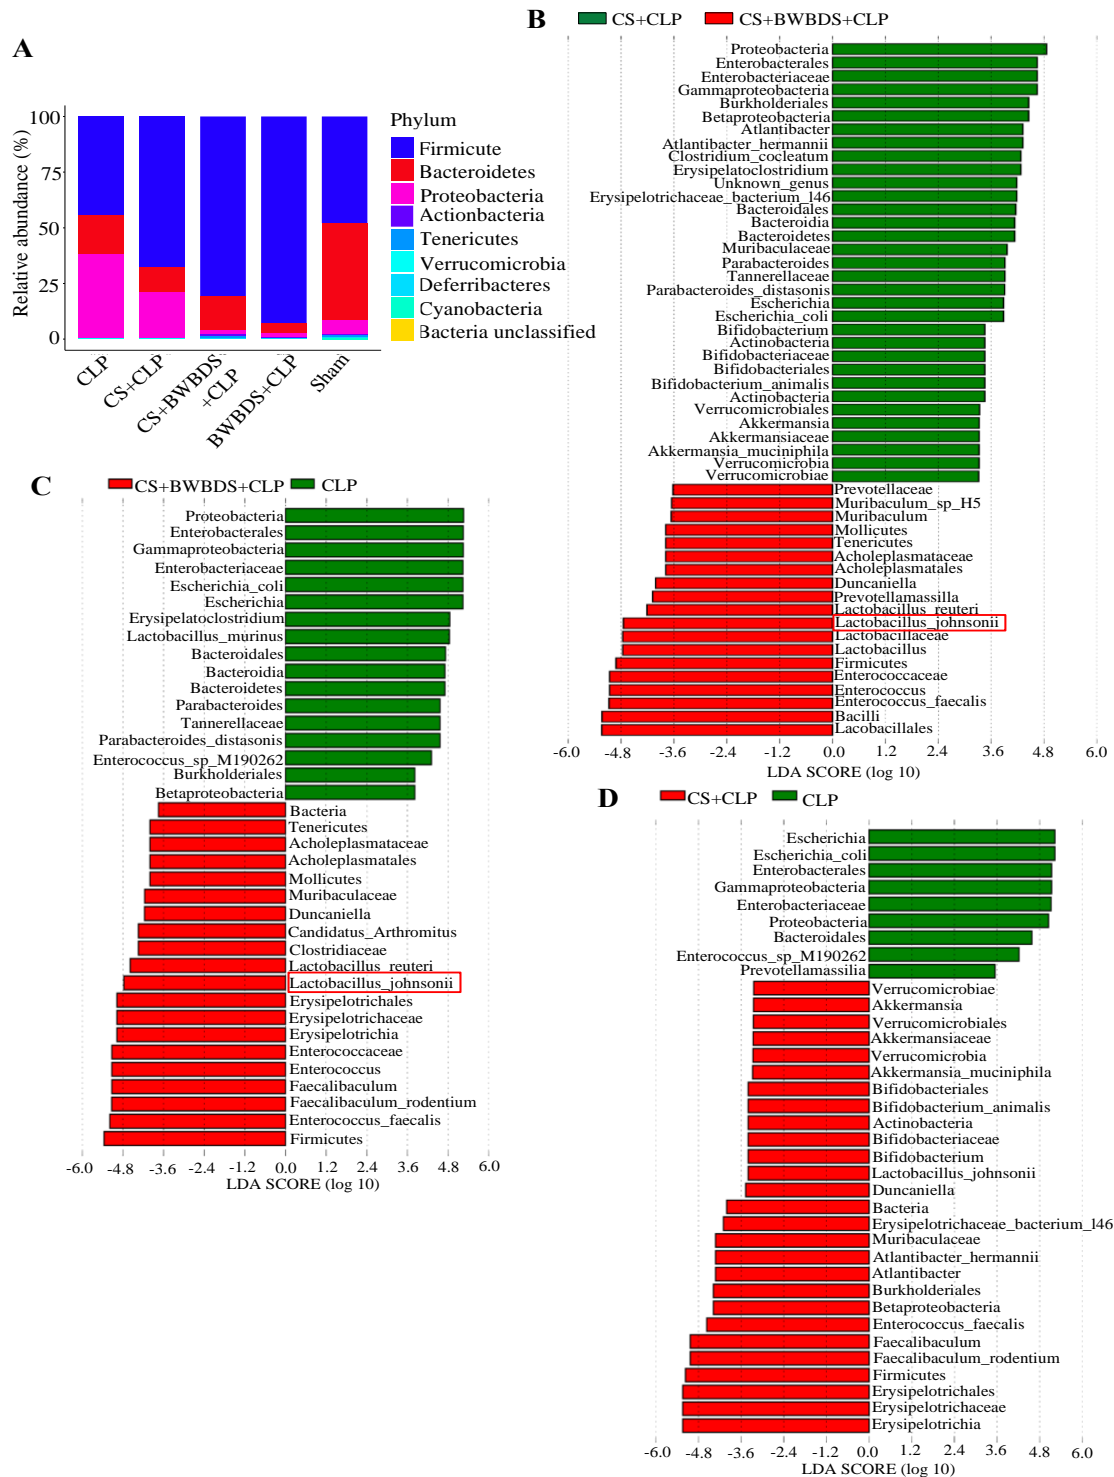 A
Relative abundance (%)
100
75
50
25
0
CLP
CS+CLP
CS+BWBDS
+CLP
BWBDS+CLP
Sham
Phylum
Firmicute
Bacteroidetes
Proteobacteria
Actionbacteria
Tenericutes
Verrucomicrobia
Deferribacteres
Cyanobacteria
Bacteria unclassified
B
CS+CLP CS+BWBDS+CLP
Proteobacteria
Enterobacterales
Enterobacteriaceae
Gammaproteobacteria
Burkholderiales
Betaproteobacteria
Atlantibacter
Atlantibacter_hermannii
Clostridium_cocleatum
Erysipelatoclostridium
Unknown_genus
Erysipelotrichaceae_bacterium_l46
Bacteroidales
Bacteroidia
Bacteroidetes
Muribaculaceae
Parabacteroides
Tannerellaceae
Parabacteroides_distasonis
Escherichia
Escherichia_coli
Bifidobacterium
Actinobacteria
Bifidobacteriaceae
Bifidobacteriales
Bifidobacterium_animalis
Actinobacteria
Verrucomicrobiales
Akkermansia
Akkermansiaceae
Akkermansia_muciniphila
Verrucomicrobia
Verrucomicrobiae
Prevotellaceae
Muribaculum_sp_H5
Muribaculum
Mollicutes
Tenericutes
Acholeplasmataceae
Acholeplasmatales
Duncaniella
Prevotellamassilla
Lactobacillus_reuteri
Lactobacillus_johnsonii
Lactobacillaceae
Lactobacillus
Firmicutes
Enterococcaceae
Enterococcus
Enterococcus_faecalis
Bacilli
Lacobacillales
-6.0 -4.8 -3.6 -2.4 -1.2 0.0 1.2 2.4 3.6 4.8 6.0
LDA SCORE (log 10)
C
CS+BWBDS+CLP CLP
Proteobacteria
Enterobacterales
Gammaproteobacteria
Enterobacteriaceae
Escherichia_coli
Escherichia
Erysipelatoclostridium
Lactobacillus_murinus
Bacteroidales
Bacteroidia
Bacteroidetes
Parabacteroides
Tannerellaceae
Parabacteroides_distasonis
Enterococcus_sp_M190262
Burkholderiales
Betaproteobacteria
Bacteria
Tenericutes
Acholeplasmataceae
Acholeplasmatales
Mollicutes
Muribaculaceae
Duncaniella
Candidatus_Arthromitus
Clostridiaceae
Lactobacillus_reuteri
Lactobacillus_johnsonii
Erysipelotrichales
Erysipelotrichaceae
Erysipelotrichia
Enterococcaceae
Enterococcus
Faecalibaculum
Faecalibaculum_rodentium
Enterococcus_faecalis
Firmicutes
-6.0 -4.8 -3.6 -2.4 -1.2 0.0 1.2 2.4 3.6 4.8 6.0
LDA SCORE (log 10)
D
CS+CLP CLP
Escherichia
Escherichia_coli
Enterobacterales
Gammaproteobacteria
Enterobacteriaceae
Proteobacteria
Bacteroidales
Enterococcus_sp_M190262
Prevotellamassilia
Verrucomicrobiae
Akkermansia
Verrucomicrobiales
Akkermansiaceae
Verrucomicrobia
Akkermansia_muciniphila
Bifidobacteriales
Bifidobacterium_animalis
Actinobacteria
Bifidobacteriaceae
Bifidobacterium
Lactobacillus_johnsonii
Duncaniella
Bacteria
Erysipelotrichaceae_bacterium_l46
Muribaculaceae
Atlantibacter_hermannii
Atlantibacter
Burkholderiales
Betaproteobacteria
Enterococcus_faecalis
Faecalibaculum
Faecalibaculum_rodentium
Firmicutes
Erysipelotrichales
Erysipelotrichaceae
Erysipelotrichia
-6.0 -4.8 -3.6 -2.4 -1.2 0.0 1.2 2.4 3.6 4.8 6.0
LDA SCORE (log 10)